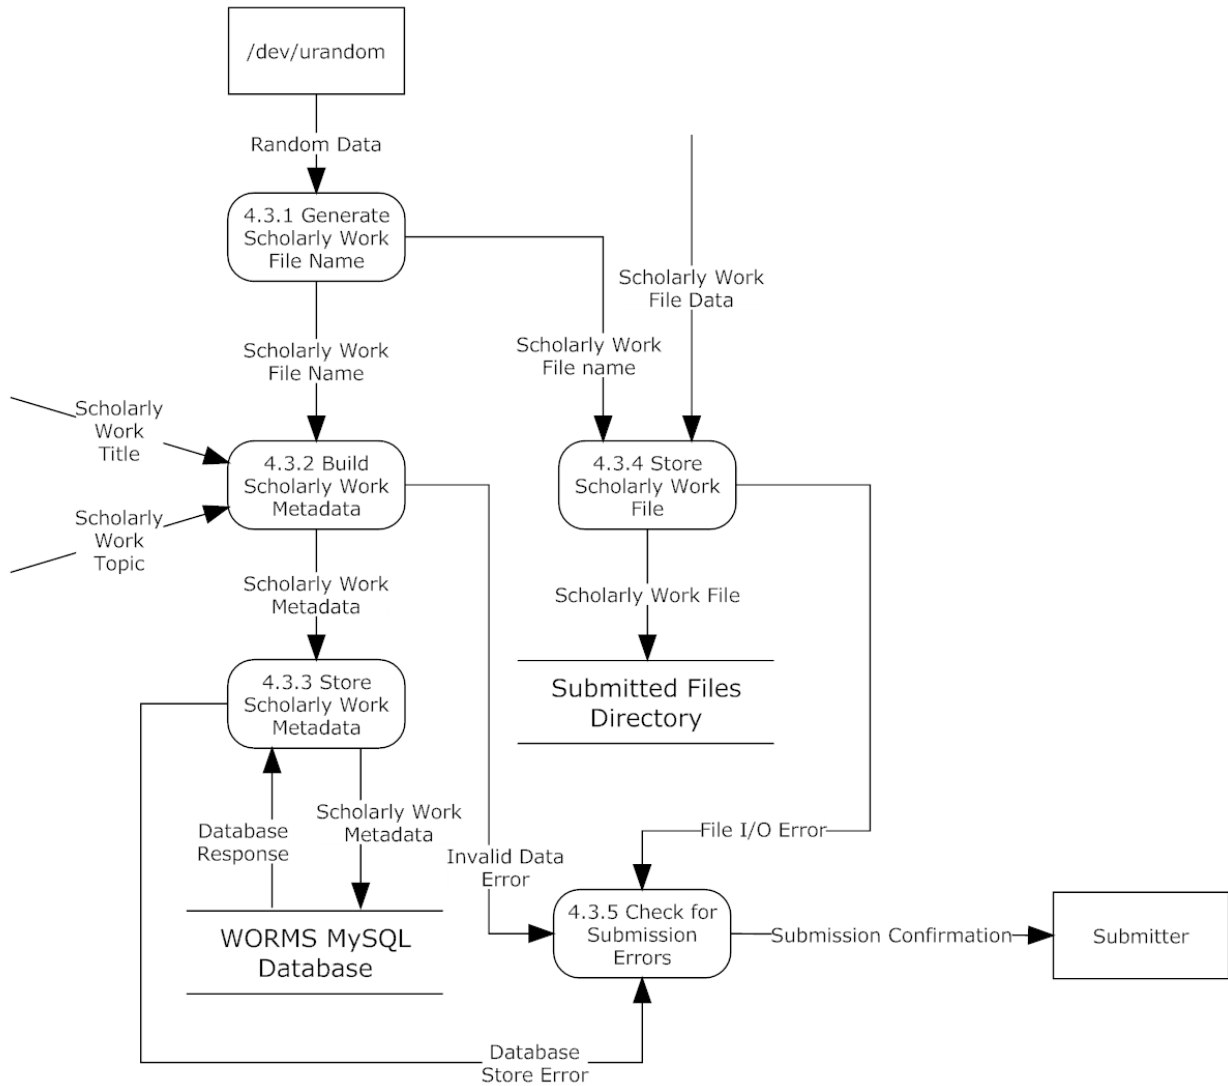 /dev/urandom
Random Data
4.3.1 Generate
Scholarly Work
File Name
Scholarly Work
File Data
Scholarly Work
File Name
Scholarly Work
File name
Scholarly
Work
Title
4.3.2 Build
Scholarly Work
Metadata
4.3.4 Store
Scholarly Work
File
Scholarly
Work
Topic
Scholarly Work
Metadata
Scholarly Work File
4.3.3 Store
Scholarly Work
Metadata
Submitted Files
Directory
Database
Response
Scholarly Work
Metadata
File I/O Error
Invalid Data
Error
WORMS MySQL
Database
4.3.5 Check for
Submission
Errors
Submission Confirmation
Submitter
Database
Store Error